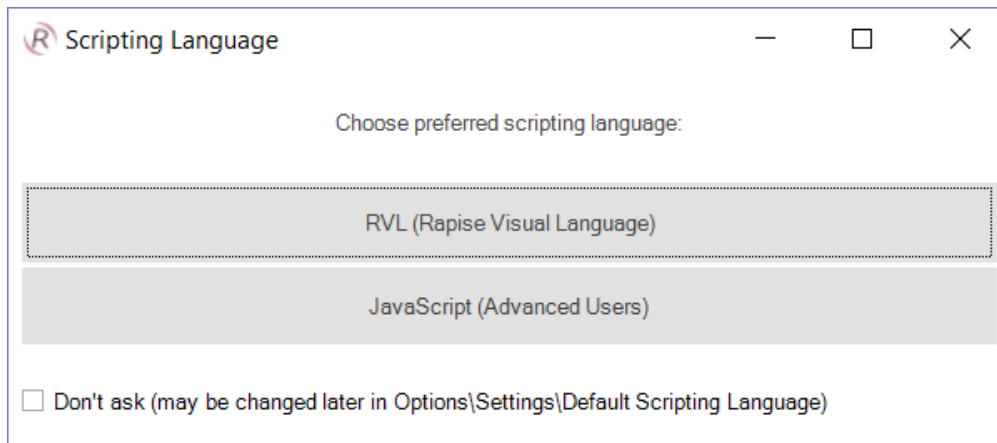 R Scripting Language
Choose preferred scripting language:
RVL (Rapise Visual Language)
JavaScript (Advanced Users)
Don't ask (may be changed later in Options\Settings\Default Scripting Language)